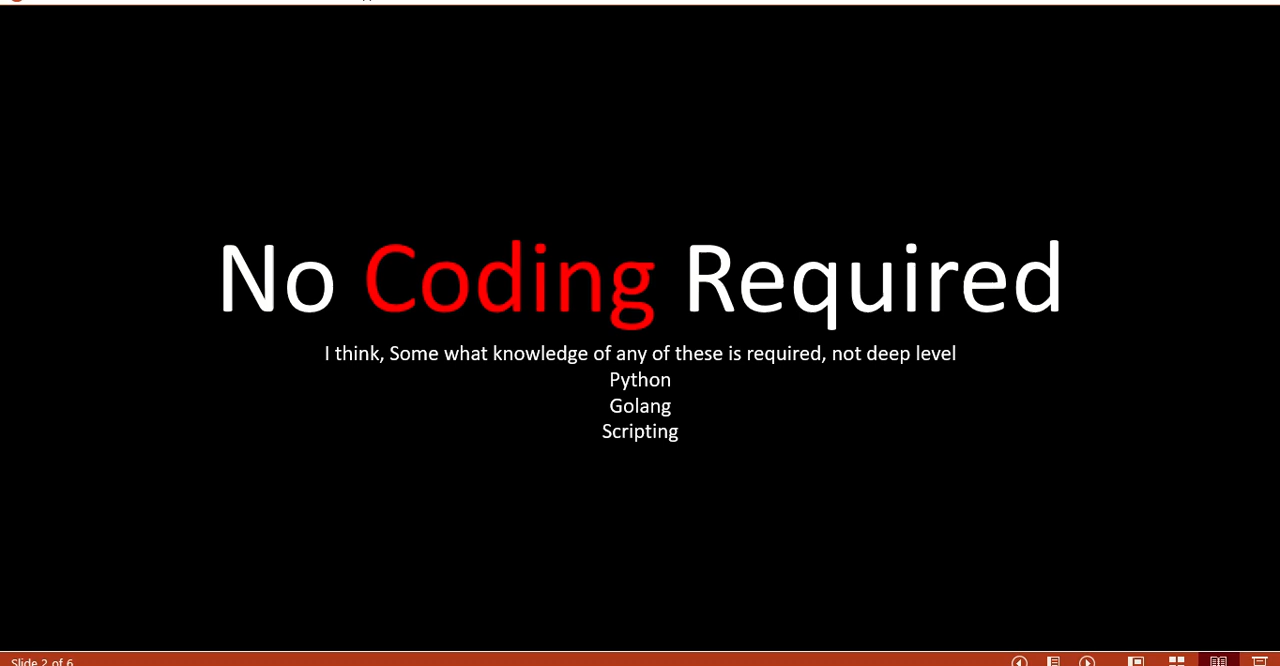 No Coding Required
I think, Some what knowledge of any of these is required, not deep level
Python
Golang
Scripting
Slide 2 of 6